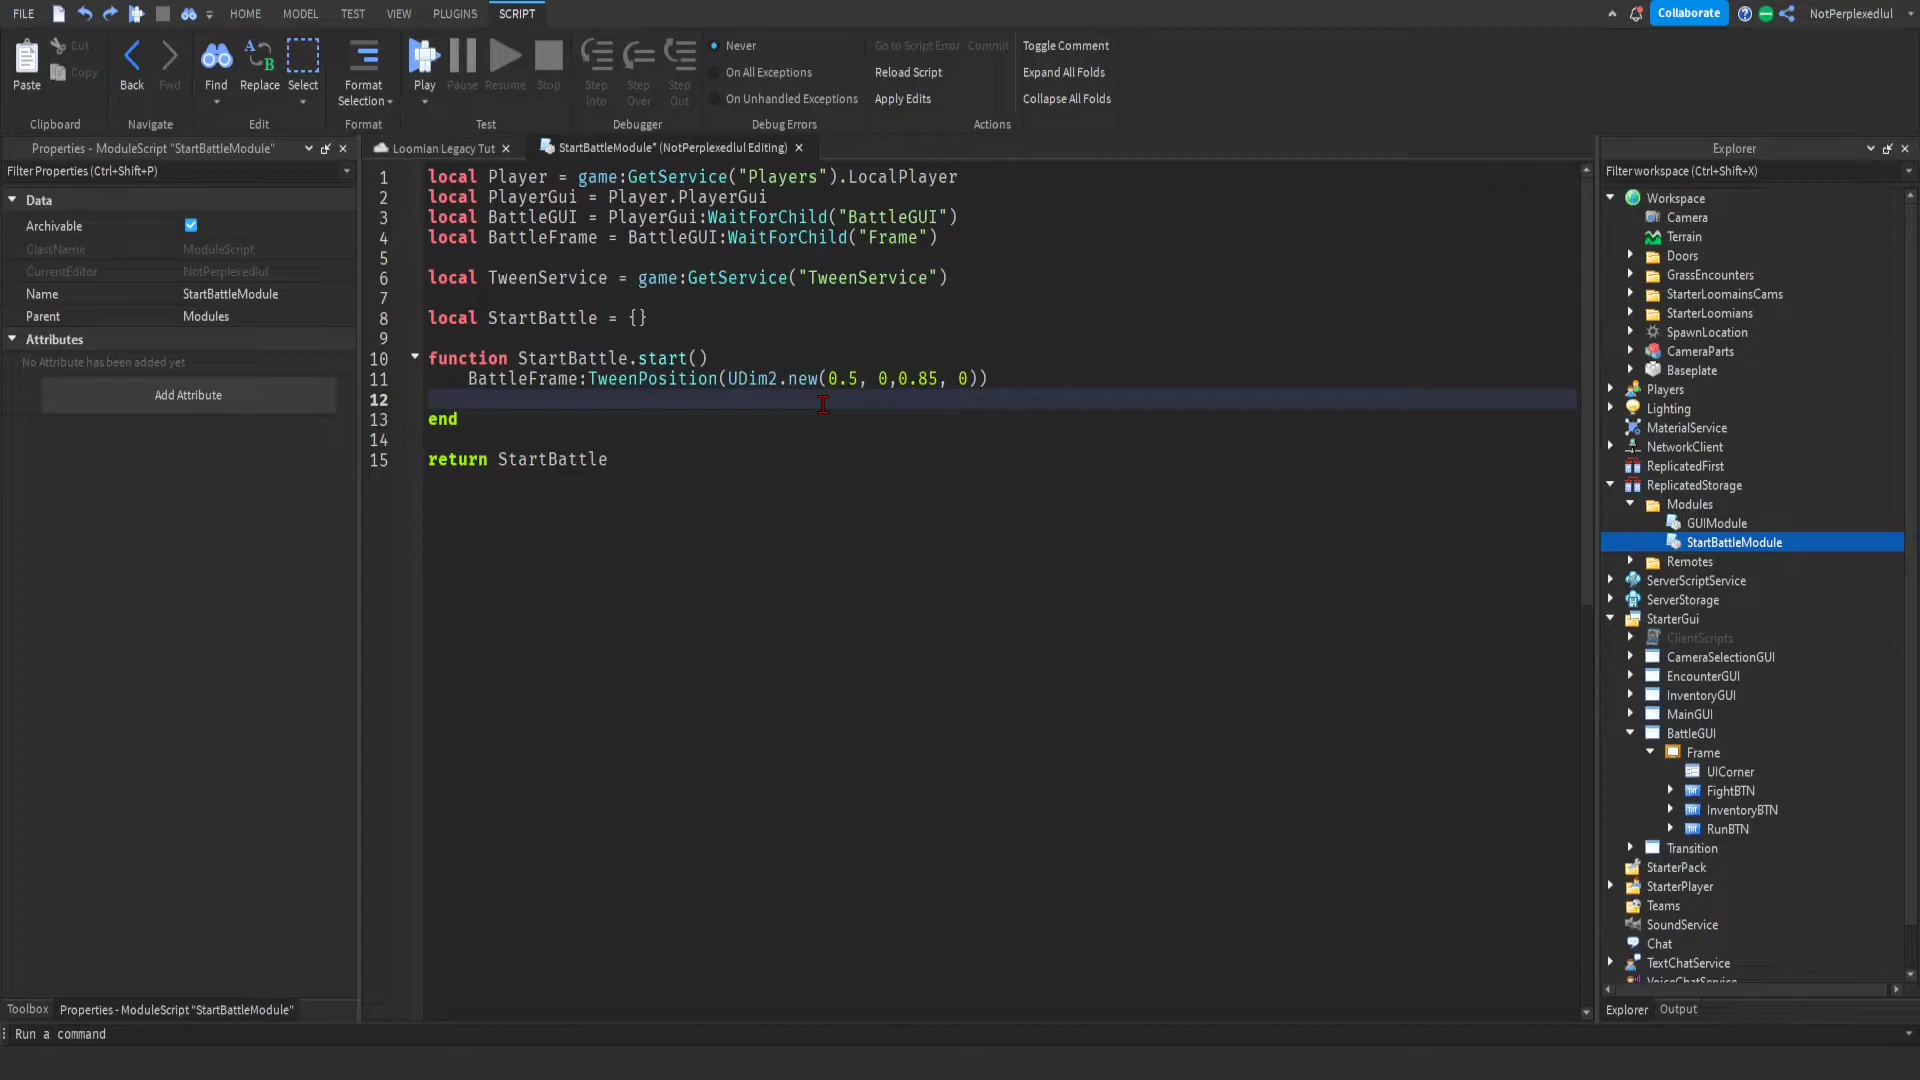 FILE HOME MODEL TEST VIEW PLUGINS SCRIPT Collaborate NotPerplexedlul
Paste Cut Copy Clipboard
Back Fwd Navigate
Find Replace Select Edit
Format Selection Format
Play Pause Resume Stop Test
Step Into Step Over Step Out Debugger
Never
On All Exceptions
On Unhandled Exceptions
Debug Errors
Go to Script Error Commit
Reload Script
Apply Edits
Toggle Comment
Expand All Folds
Collapse All Folds
Actions
Properties - ModuleScript "StartBattleModule"
Filter Properties (Ctrl+Shift+P)
Data
Archivable
ClassName ModuleScript
CurrentEditor NotPerplexedlul
Name StartBattleModule
Parent Modules
Attributes
No Attribute has been added yet
Add Attribute
Toolbox Properties - ModuleScript "StartBattleModule"
Loomian Legacy Tut StartBattleModule* (NotPerplexedlul Editing)
1 local Player = game:GetService("Players").LocalPlayer
2 local PlayerGui = Player.PlayerGui
3 local BattleGUI = PlayerGui:WaitForChild("BattleGUI")
4 local BattleFrame = BattleGUI:WaitForChild("Frame")
5
6 local TweenService = game:GetService("TweenService")
7
8 local StartBattle = {}
9
10 function StartBattle.start()
11 BattleFrame:TweenPosition(UDim2.new(0.5, 0,0.85, 0))
12
13 end
14
15 return StartBattle
Explorer
Filter workspace (Ctrl+Shift+X)
Workspace
Camera
Terrain
Doors
GrassEncounters
StarterLoomainsCams
StarterLoomians
SpawnLocation
CameraParts
Baseplate
Players
Lighting
MaterialService
NetworkClient
ReplicatedFirst
ReplicatedStorage
Modules
GUIModule
StartBattleModule
Remotes
ServerScriptService
ServerStorage
StarterGui
ClientScripts
CameraSelectionGUI
EncounterGUI
InventoryGUI
MainGUI
BattleGUI
Frame
UICorner
FightBTN
InventoryBTN
RunBTN
Transition
StarterPack
StarterPlayer
Teams
SoundService
Chat
TextChatService
VoiceChatService
Explorer Output
Run a command